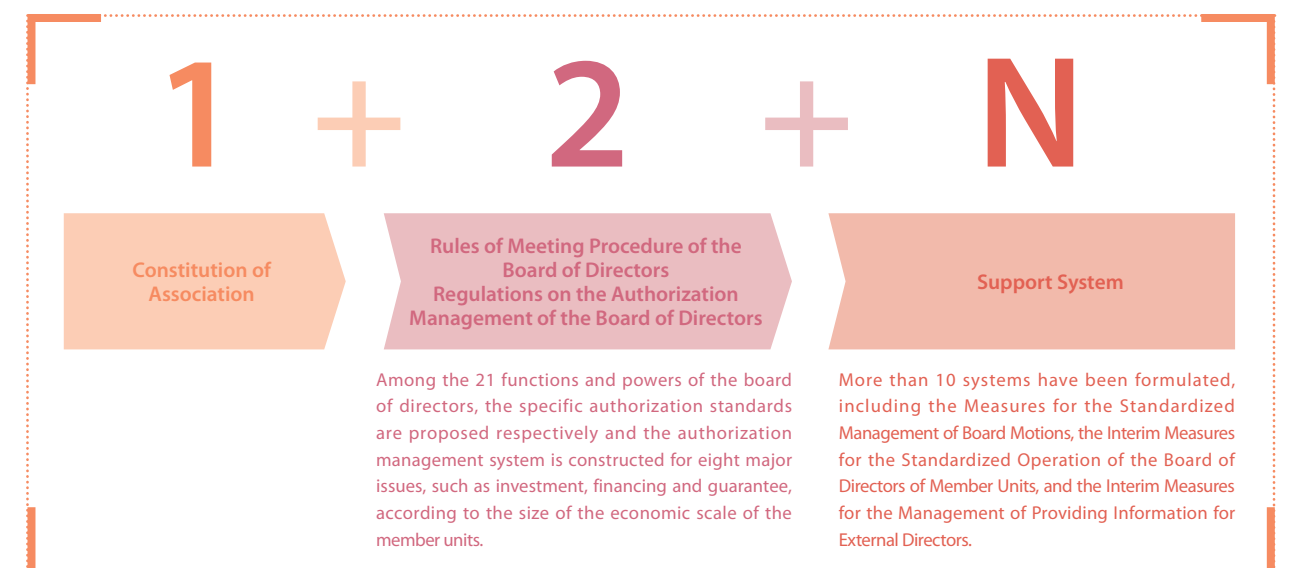 1 + 2 + N
Constitution of
Association
Rules of Meeting Procedure of the
Board of Directors
Regulations on the Authorization
Management of the Board of Directors
Support System
Among the 21 functions and powers of the board
of directors, the specific authorization standards
are proposed respectively and the authorization
management system is constructed for eight major
issues, such as investment, financing and guarantee,
according to the size of the economic scale of the
member units.
More than 10 systems have been formulated,
including the Measures for the Standardized
Management of Board Motions, the Interim Measures
for the Standardized Operation of the Board of
Directors of Member Units, and the Interim Measures
for the Management of Providing Information for
External Directors.